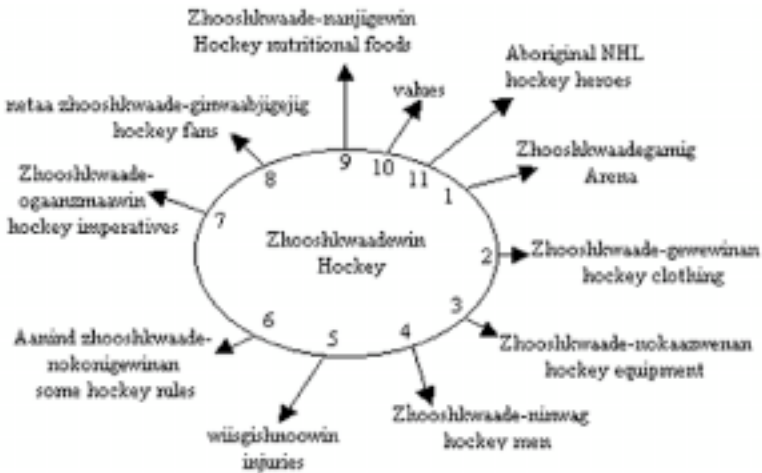 Zhooshkwaadewin
Hockey
1
Zhooshkwaadegamig
Arena
2
Zhooshkwaade-gewewinan
hockey clothing
3
Zhooshkwaade-nokaazwenan
hockey equipment
4
Zhooshkwaade-ninwag
hockey men
5
wiisgishnoowin
injuries
6
Aanind zhooshkwaade-
nokonigewinan
some hockey rules
7
Zhooshkwaade-
ogaanzmaawin
hockey imperatives
8
netaa zhooshkwaade-ginwaabjigejig
hockey fans
9
Zhooshkwaade-nanjigewin
Hockey nutritional foods
10
values
11
Aboriginal NHL
hockey heroes